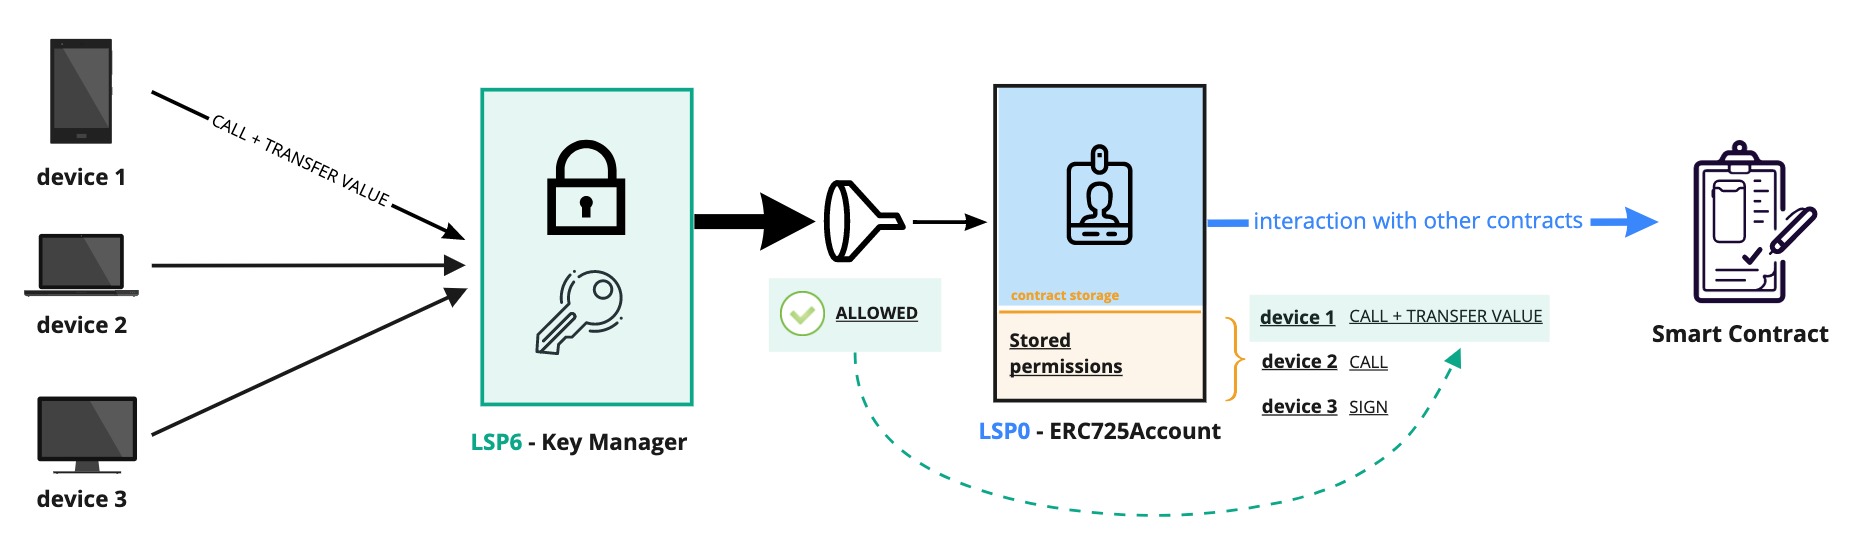 device 1
CALL + TRANSFER VALUE
device 2
device 3
LSP6 - Key Manager
ALLOWED
contract storage
Stored
permissions
LSP0 - ERC725Account
interaction with other contracts
device 1 CALL + TRANSFER VALUE
device 2 CALL
device 3 SIGN
Smart Contract